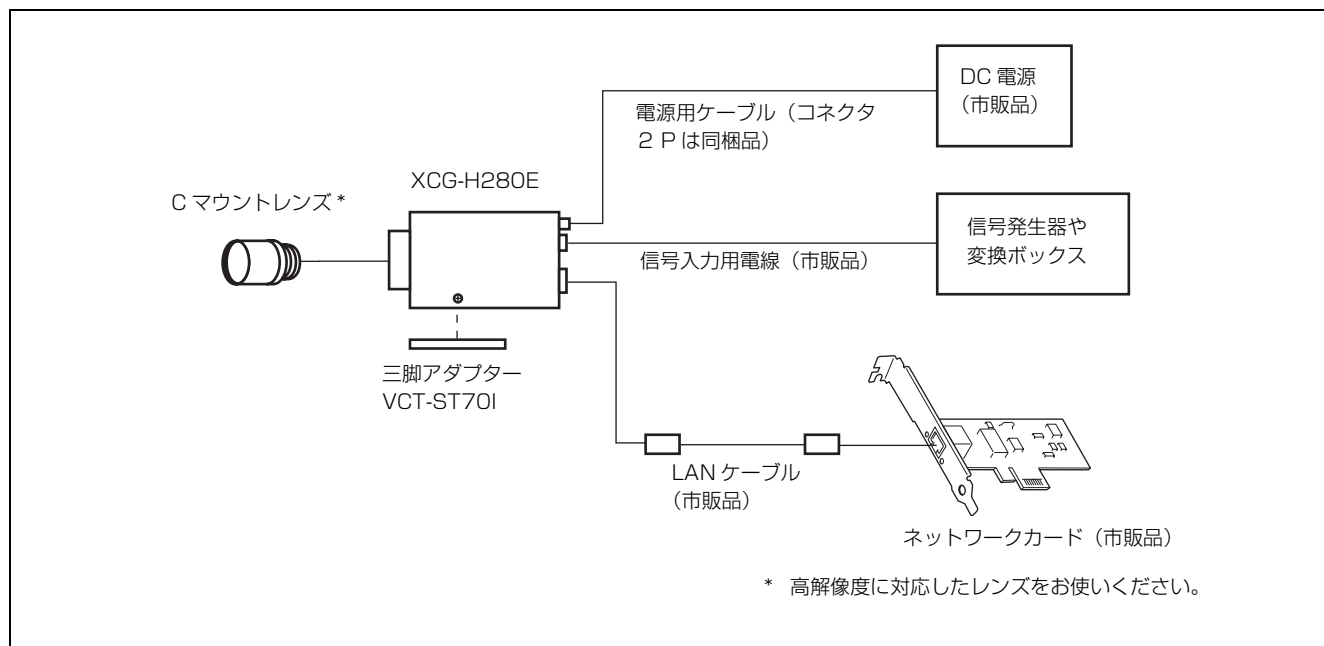 DC 電源
（市販品）
電源用ケーブル（コネクタ
２ Pは同梱品）
XCG-H280E
C マウントレンズ *
信号発生器や
変換ボックス
信号入力用電線（市販品）
三脚アダプター
VCT-ST70I
LAN ケーブル
（市販品）
ネットワークカード（市販品）
* 高解像度に対応したレンズをお使いください。